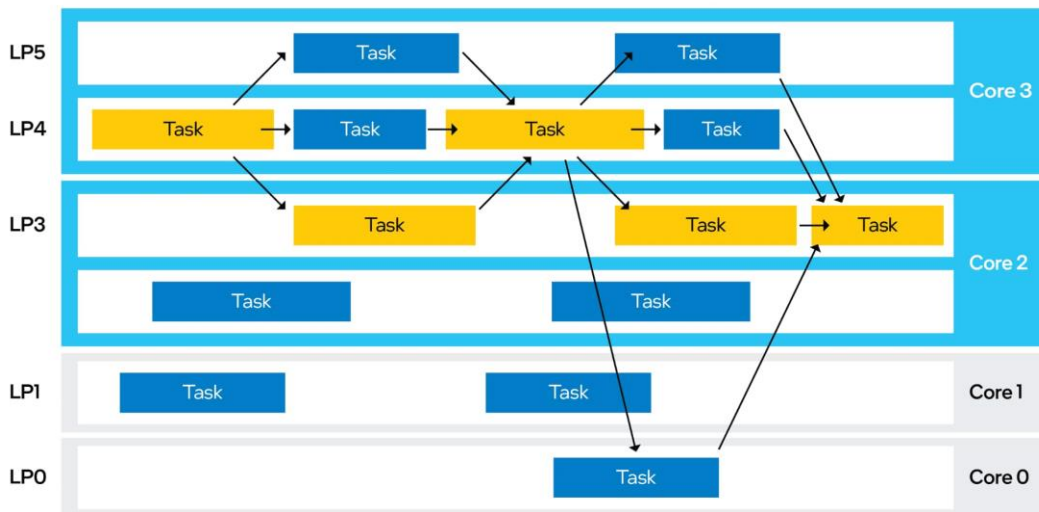 LP5
Task
Task
Core 3
LP4
Task
Task
Task
Task
LP3
Task
Task
Task
Core 2
Task
Task
LP1
Task
Task
Core 1
LP0
Task
Core 0